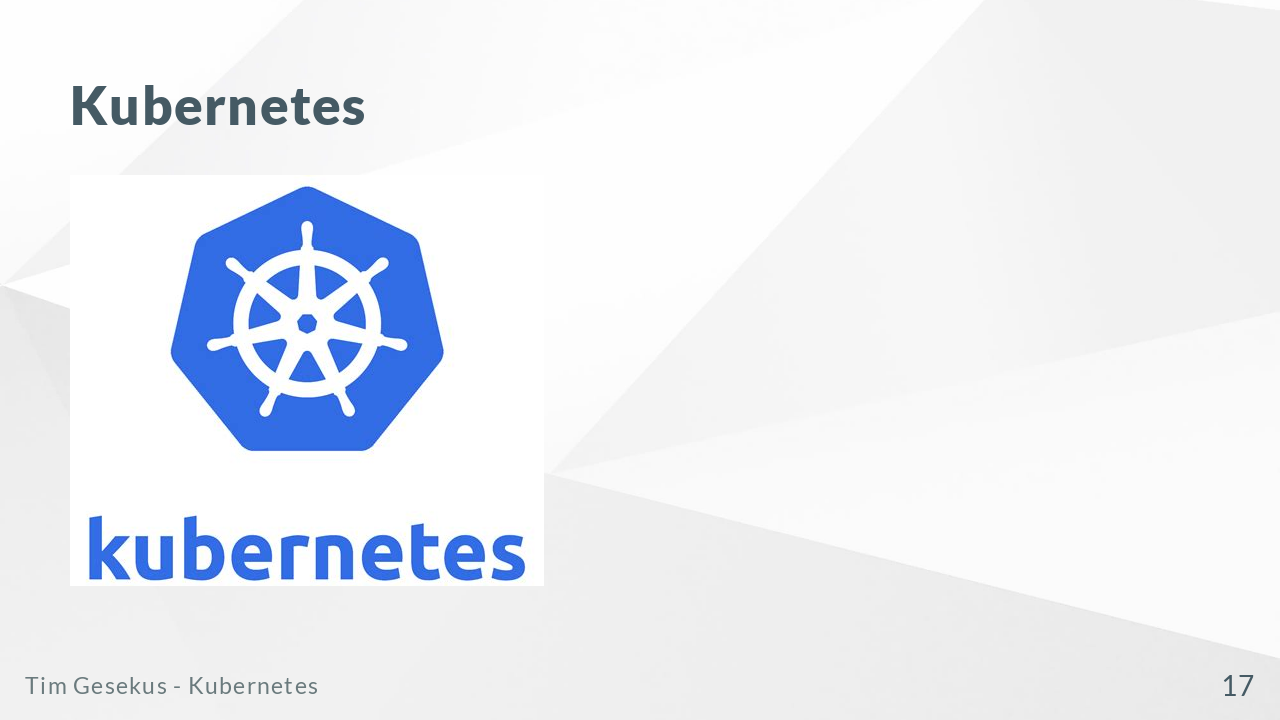 Kubernetes
kubernetes
Tim Gesekus - Kubernetes
17